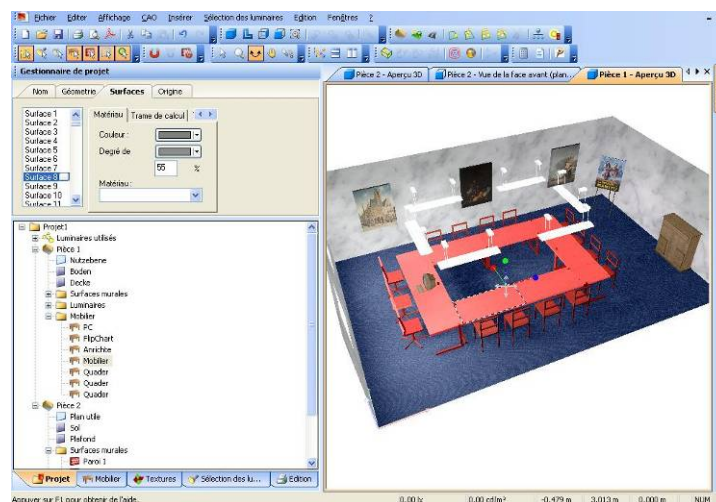 Fichier Editer Affichage CAO Insérer Sélection des luminaires Edition Fenêtres ?
Gestionnaire de projet
Pièce 2 - Aperçu 3D Pièce 2 - Vue de la face avant (plan... Pièce 1 - Aperçu 3D
Nom Géometrie Surfaces Origine
Surface 1
Surface 2
Surface 3
Surface 4
Surface 5
Surface 6
Surface 7
Surface 8
Surface 9
Surface 10
Surface 11
Matériau Trame de calcul
Couleur :
Degré de
55 %
Matériau :
Projet1
Luminaires utilisés
Pièce 1
Nutzebene
Boden
Decke
Surfaces murales
Luminaires
Mobilier
PC
FlipChart
Anrichte
Mobilier
Quader
Quader
Quader
Pièce 2
Plan utile
Sol
Plafond
Surfaces murales
Paroi 1
Projet Mobilier Textures Sélection des lu... Edition
Appuyer sur F1 pour obtenir de l'aide. 0.00 lx 0.00 cd/m² -0.479 m 3.013 m 0.000 m NUM